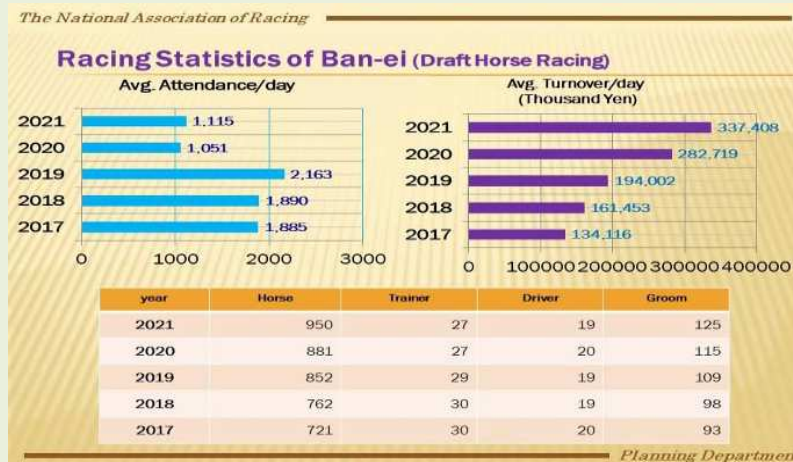 The National Association of Racing
Racing Statistics of Ban-ei (Draft Horse Racing)
Avg. Attendance/day
2021 1,115
2020 1,051
2019 2,163
2018 1,890
2017 1,885
0 1000 2000 3000
Avg. Turnover/day
(Thousand Yen)
2021 337,408
2020 282,719
2019 194,002
2018 161,453
2017 134,116
0 100000 200000 300000 400000
year Horse Trainer Driver Groom
2021 950 27 19 125
2020 881 27 20 115
2019 852 29 19 109
2018 762 30 19 98
2017 721 30 20 93
Planning Departmen